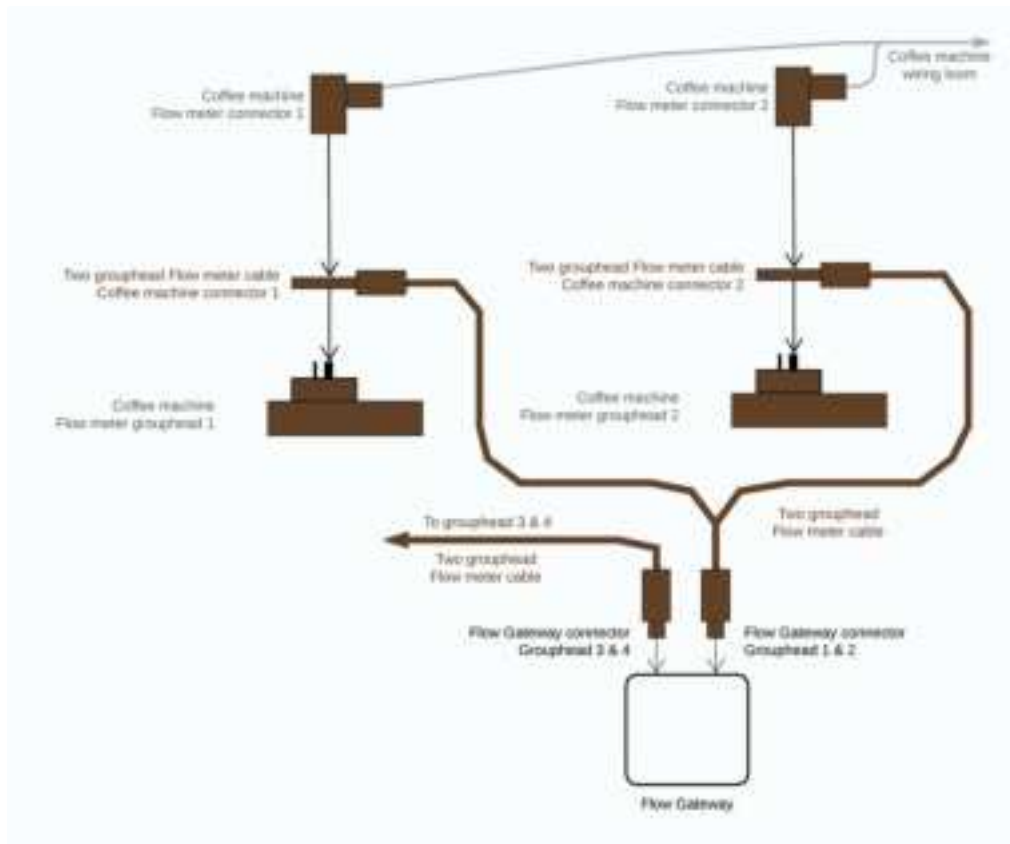 Coffee machine
wiring loom
Coffee machine
Flow meter connector 1
Coffee machine
Flow meter connector 2
Two grouphead Flow meter cable
Coffee machine connector 1
Two grouphead Flow meter cable
Coffee machine connector 2
Coffee machine
Flow meter grouphead 1
Coffee machine
Flow meter grouphead 2
To grouphead 3 & 4
Two grouphead
Flow meter cable
Two grouphead
Flow meter cable
Flow Gateway connector
Grouphead 3 & 4
Flow Gateway connector
Grouphead 1 & 2
Flow Gateway